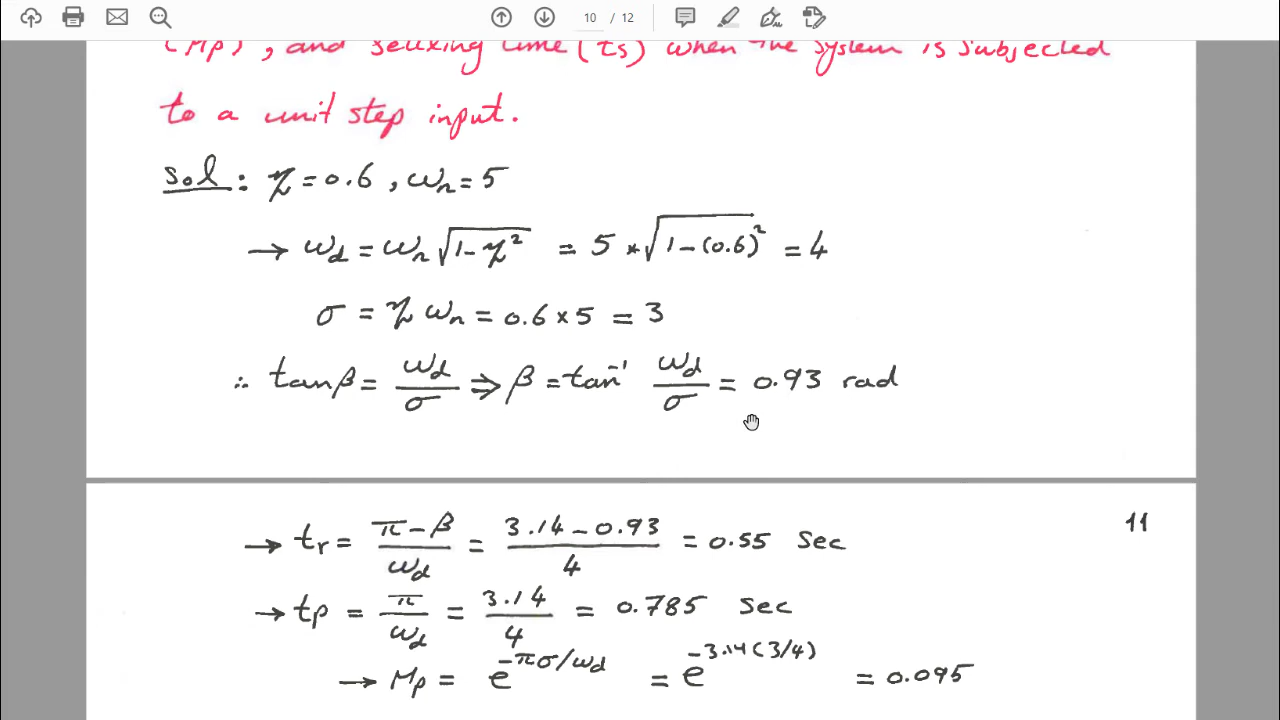 10 / 12
(Mp), and settling time (ts) when the system is subjected
to a unit step input.
sol: ζ = 0.6 , ωn = 5
→ ωd = ωn √1-ζ² = 5 * √1-(0.6)² = 4
σ = ζ ωn = 0.6 × 5 = 3
∴ tanβ = ωd/σ ⇒ β = tan⁻¹ ωd/σ = 0.93 rad
11
→ tr = π-β/ωd = 3.14-0.93/4 = 0.55 sec
→ tp = π/ωd = 3.14/4 = 0.785 sec
→ Mp = e^-πσ/ωd = e^-3.14(3/4) = 0.095